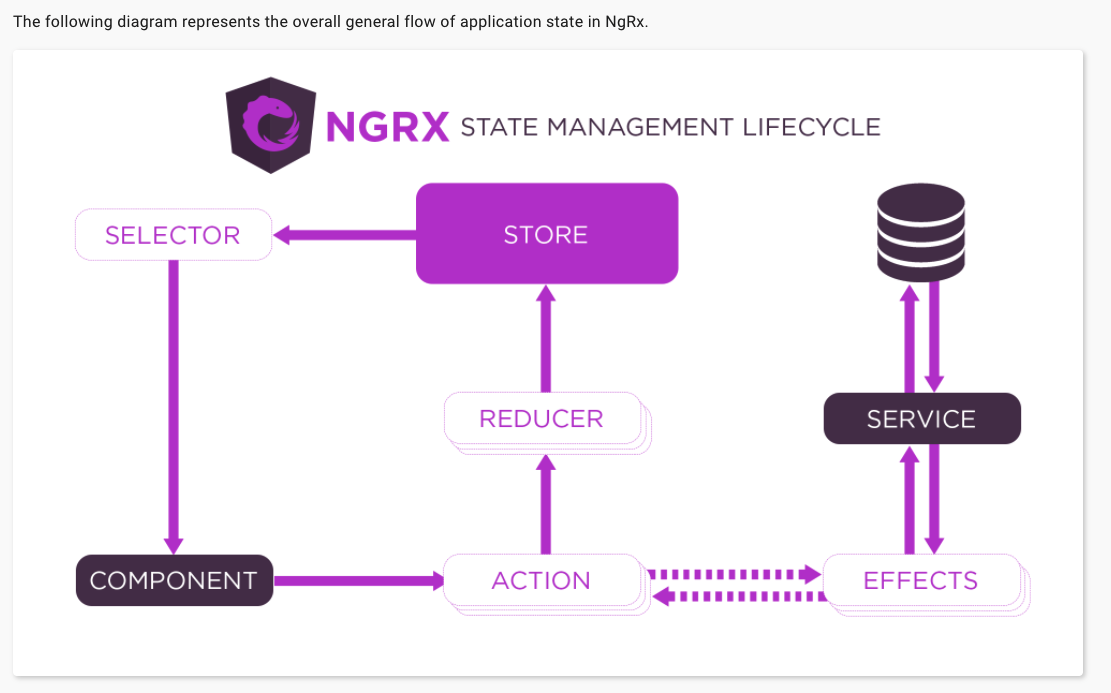 The following diagram represents the overall general flow of application state in NgRx.
NGRX STATE MANAGEMENT LIFECYCLE
SELECTOR
STORE
REDUCER
SERVICE
COMPONENT
ACTION
EFFECTS